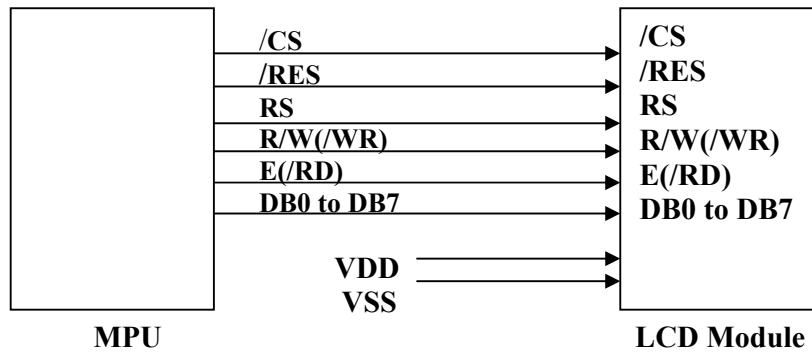 /CS
/RES
RS
R/W(/WR)
E(/RD)
DB0 to DB7
VDD
VSS
/CS
/RES
RS
R/W(/WR)
E(/RD)
DB0 to DB7
MPU
LCD Module